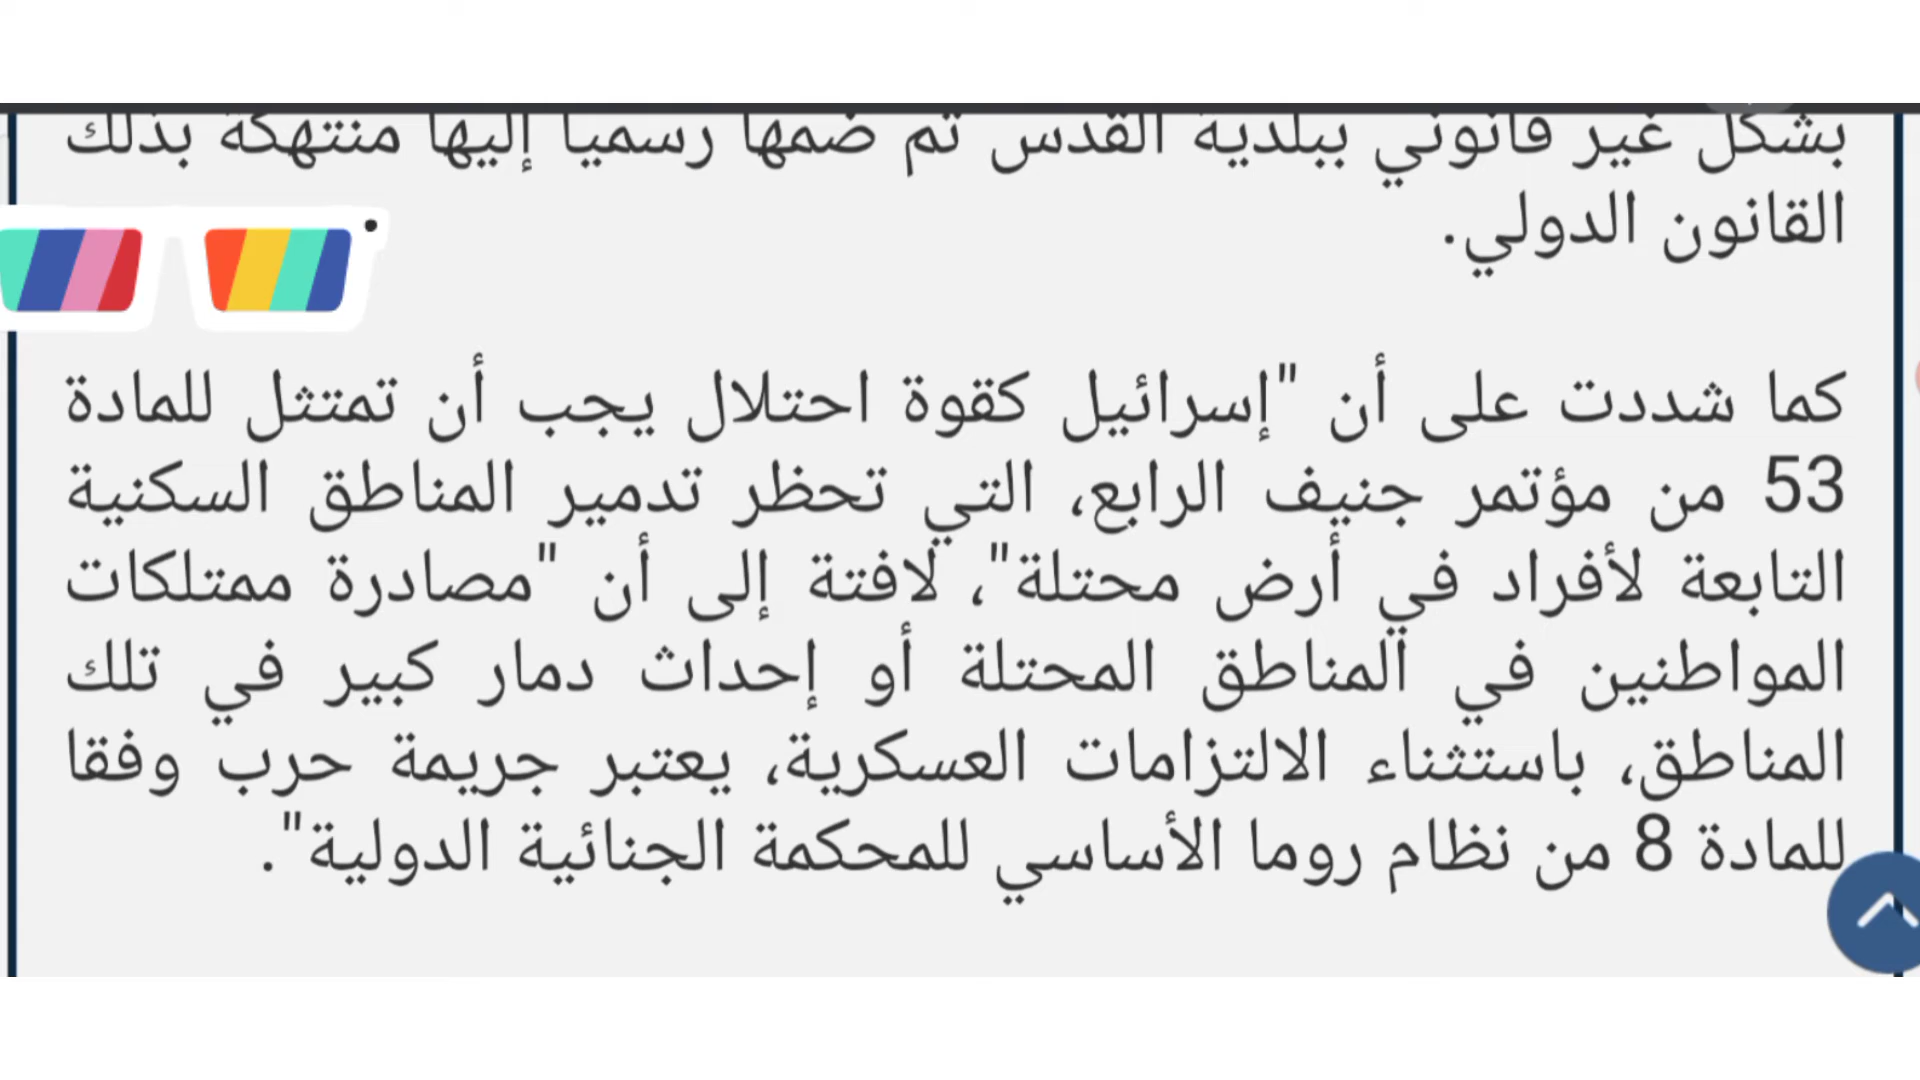 بشكل غير قانوني ببلدية القدس تم ضمها رسميا إليها منتهكة بذلك
القانون الدولي.
كما شددت على أن "إسرائيل كقوة احتلال يجب أن تمتثل للمادة
53 من مؤتمر جنيف الرابع، التي تحظر تدمير المناطق السكنية
التابعة لأفراد في أرض محتلة"، لافتة إلى أن "مصادرة ممتلكات
المواطنين في المناطق المحتلة أو إحداث دمار كبير في تلك
المناطق، باستثناء الالتزامات العسكرية، يعتبر جريمة حرب وفقا
للمادة 8 من نظام روما الأساسي للمحكمة الجنائية الدولية".